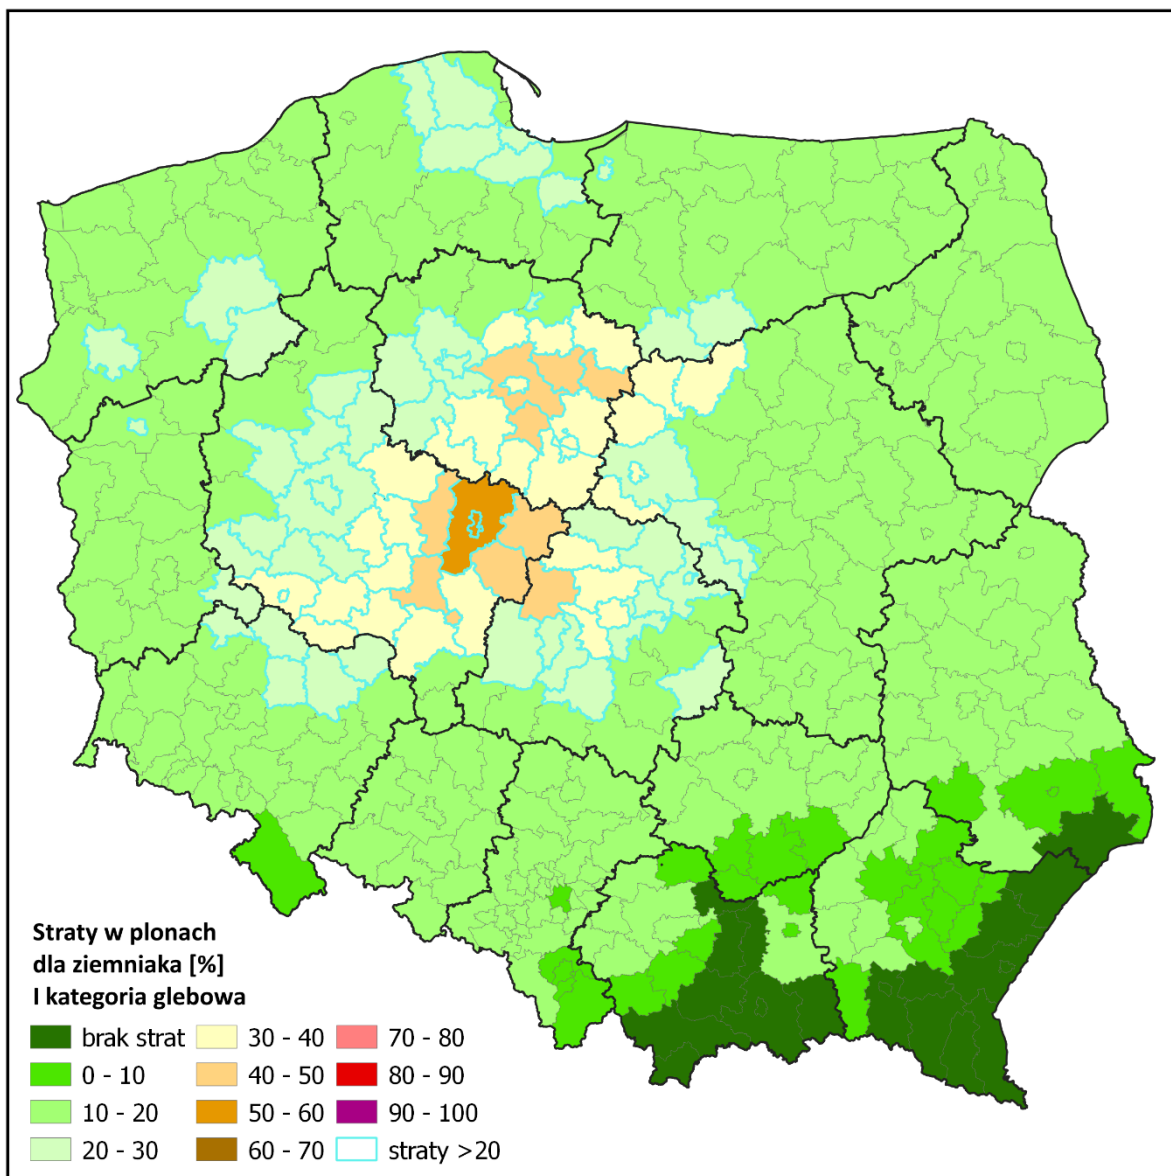 Straty w plonach
dla ziemniaka [%]
I kategoria glebowa
brak strat
0 - 10
10 - 20
20 - 30
30 - 40
40 - 50
50 - 60
60 - 70
70 - 80
80 - 90
90 - 100
straty >20